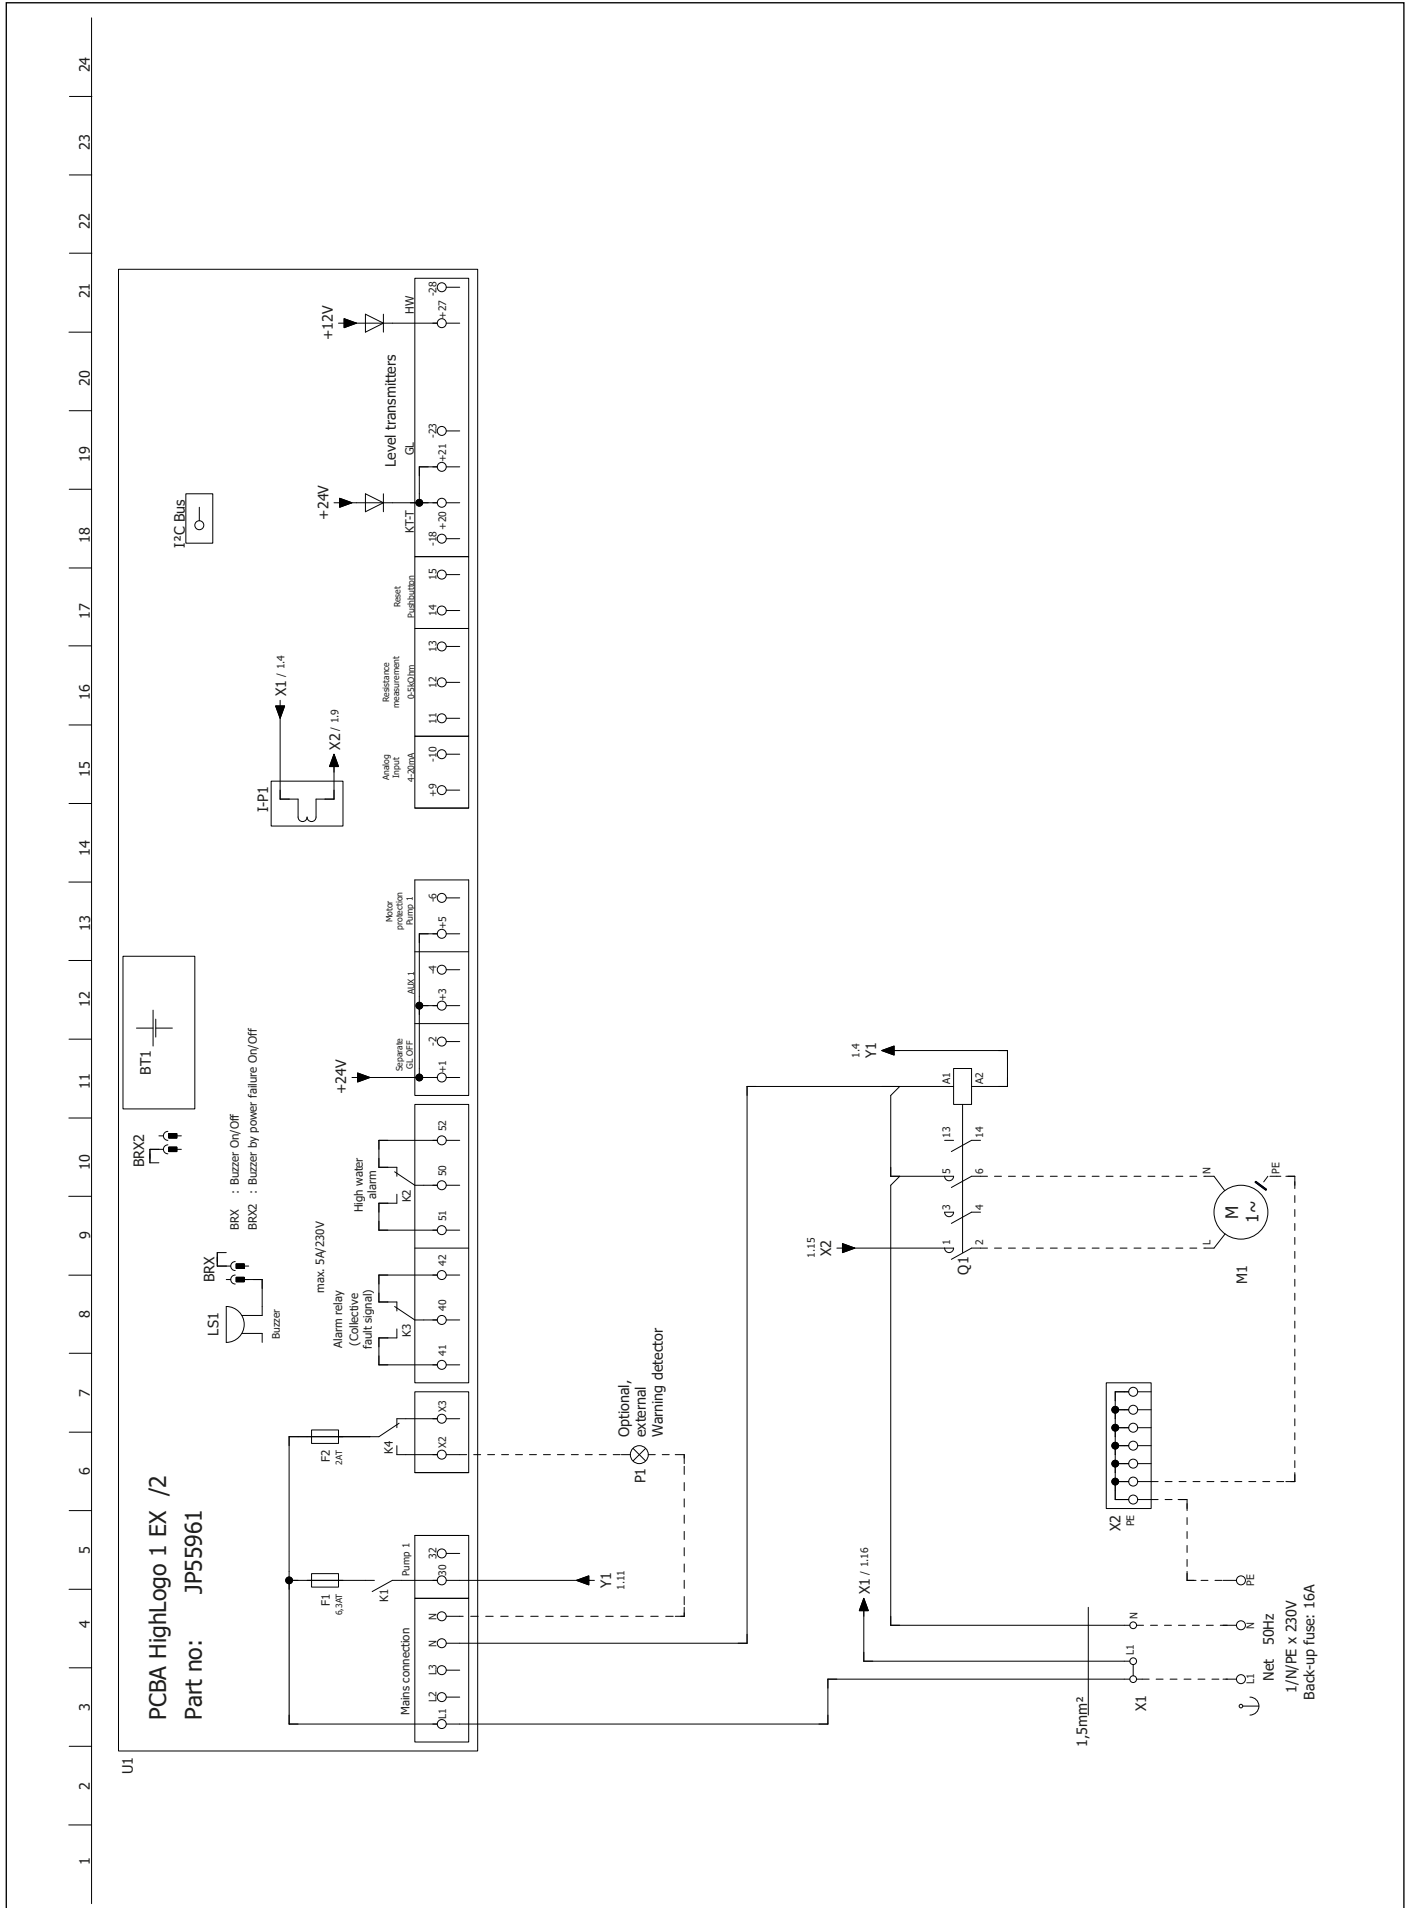 1
2
3
4
5
6
7
8
9
10
11
12
13
14
15
16
17
18
19
20
21
22
23
24
U1
PCBA HighLogo 1 EX /2
Part no: JP55961
BRX2
BT1
I²C Bus
LS1
Buzzer
BRX
BRX : Buzzer On/Off
BRX2 : Buzzer by power failure On/Off
I-P1
X1 / 1.4
X2 / 1.9
F1
6,3AT
F2
2AT
max. 5A/230V
+24V
+24V
+12V
K1
K4
Alarm relay
(Collective
fault signal)
K3
High water
alarm
K2
Separate
GL OFF
AUX 1
Motor
protection
Pump 1
Analog
Input
4-20mA
Resistance
measurement
0-5kOhm
Reset
Pushbutton
Level transmitters
KT-T
GL
HW
Mains connection
Pump 1
L1 L2 L3 N N 30 32
X2 X3
41 40 42 51 50 52
+1 -2 +3 -4 +5 -6
+9 -10 11 12 13 14 15
-18 +20 +21 -23 +27 -28
Y1
1.11
P1
Optional,
external
Warning detector
X1 / 1.16
1.15
X2
1.4
Y1
1 3 5 13 A1
2 4 6 14 A2
Q1
1,5mm²
X1
L1
N
X2
PE
L1
N
PE
Net 50Hz
1/N/PE x 230V
Back-up fuse: 16A
L
N
PE
M
1~
M1